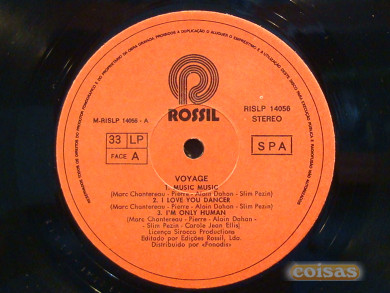 ROSSIL
M-RISLP 14056 - A
RISLP 14056
STEREO
33 LP
FACE A
SPA
VOYAGE
1. MUSIC MUSIC
(Marc Chantereau - Pierre - Alain Dahan - Slim Pezin)
2. I LOVE YOU DANCER
(Marc Chantereau - Pierre - Alain Dahan - Slim Pezin)
3. I'M ONLY HUMAN
(Marc Chantereau - Pierre - Alain Dahan -
- Slim Pezin - Carole Jean Ellis)
Licença Sirocco Productions
Editado por Edições Rossil, Lda.
Distribuido por «Nonodis»
coisas